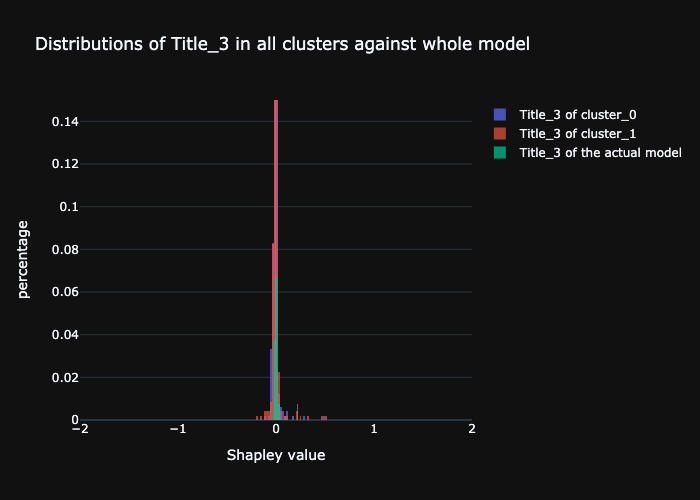 Distributions of Title_3 in all clusters against whole model
Title_3 of cluster_0
Title_3 of cluster_1
Title_3 of the actual model
percentage
0.14
0.12
0.1
0.08
0.06
0.04
0.02
0
−2
−1
0
1
2
Shapley value